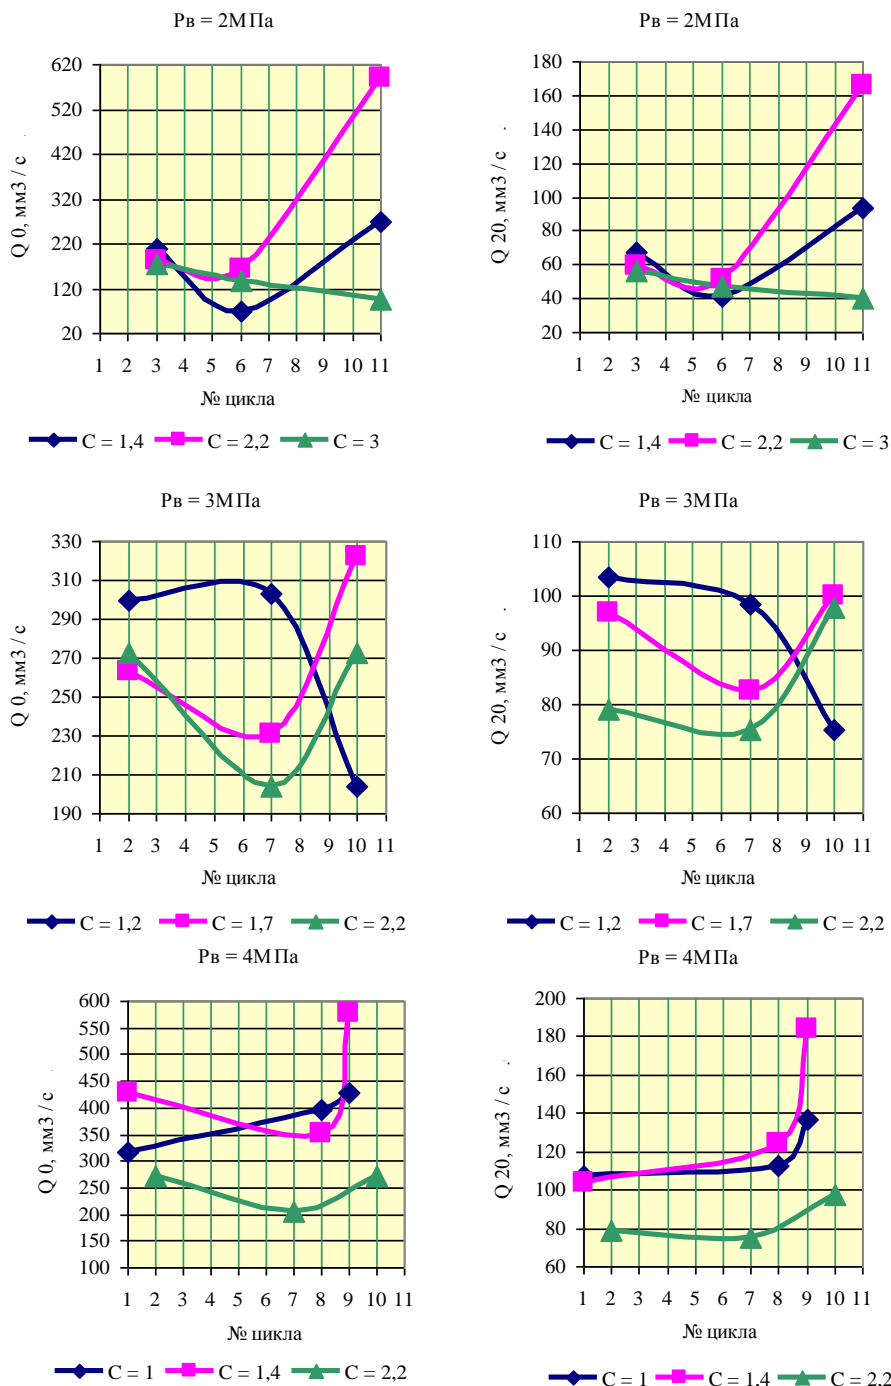 Рв = 2МПа
Q 0, мм3 / с
620
520
420
320
220
120
20
1 2 3 4 5 6 7 8 9 10 11
№ цикла
С = 1,4 С = 2,2 С = 3
Рв = 2МПа
Q 20, мм3 / с
180
160
140
120
100
80
60
40
20
1 2 3 4 5 6 7 8 9 10 11
№ цикла
С = 1,4 С = 2,2 С = 3
Рв = 3МПа
Q 0, мм3 / с
330
310
290
270
250
230
210
190
1 2 3 4 5 6 7 8 9 10 11
№ цикла
С = 1,2 С = 1,7 С = 2,2
Рв = 3МПа
Q 20, мм3 / с
110
100
90
80
70
60
1 2 3 4 5 6 7 8 9 10 11
№ цикла
С = 1,2 С = 1,7 С = 2,2
Рв = 4МПа
Q 0, мм3 / с
600
550
500
450
400
350
300
250
200
150
100
1 2 3 4 5 6 7 8 9 10 11
№ цикла
С = 1 С = 1,4 С = 2,2
Рв = 4МПа
Q 20, мм3 / с
200
180
160
140
120
100
80
60
1 2 3 4 5 6 7 8 9 10 11
№ цикла
С = 1 С = 1,4 С = 2,2